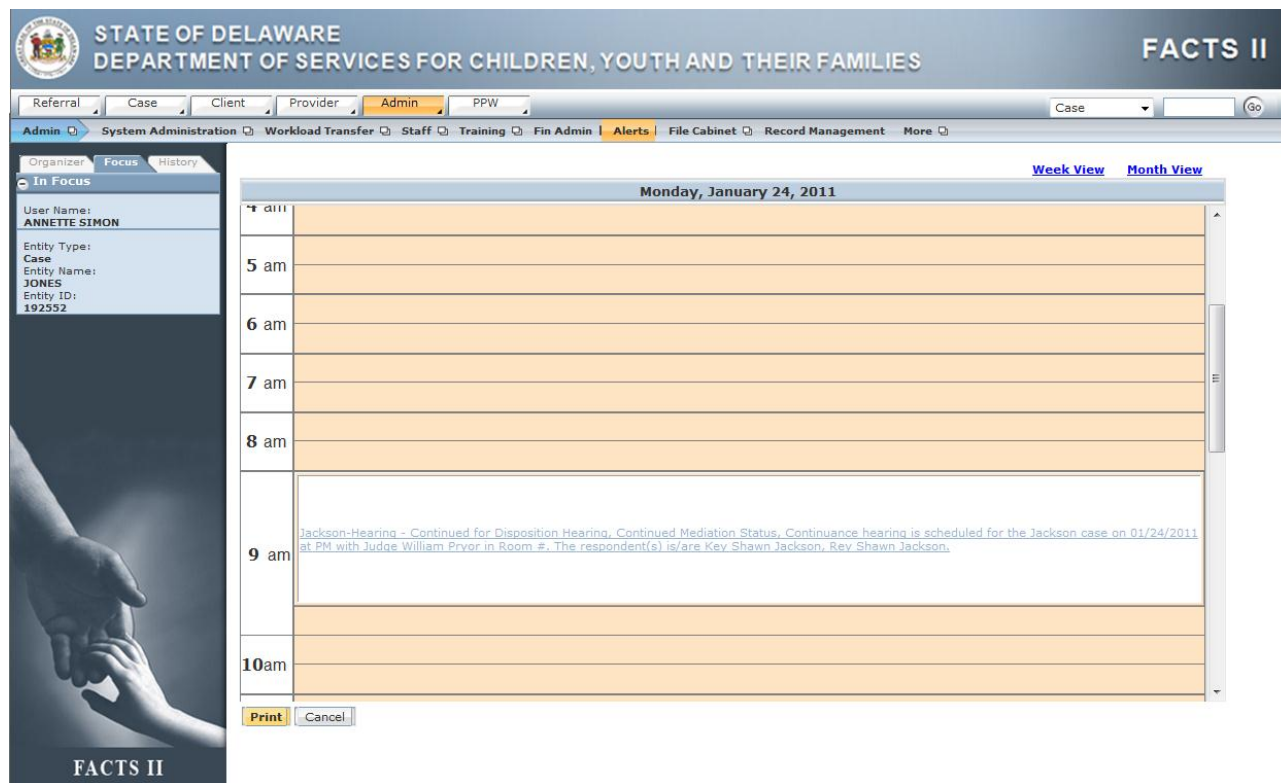 STATE OF DELAWARE
DEPARTMENT OF SERVICES FOR CHILDREN, YOUTH AND THEIR FAMILIES
FACTS II
Referral Case Client Provider Admin PPW
Case Go
Admin System Administration Workload Transfer Staff Training Fin Admin Alerts File Cabinet Record Management More
Organizer Focus History
In Focus
User Name:
ANNETTE SIMON
Entity Type:
Case
Entity Name:
JONES
Entity ID:
192552
Week View Month View
Monday, January 24, 2011
4 am
5 am
6 am
7 am
8 am
9 am
Jackson-Hearing - Continued for Disposition Hearing, Continued Mediation Status, Continuance hearing is scheduled for the Jackson case on 01/24/2011
at PM with Judge William Pryor in Room #. The respondent(s) is/are Key Shawn Jackson, Rey Shawn Jackson.
10am
Print Cancel
FACTS II